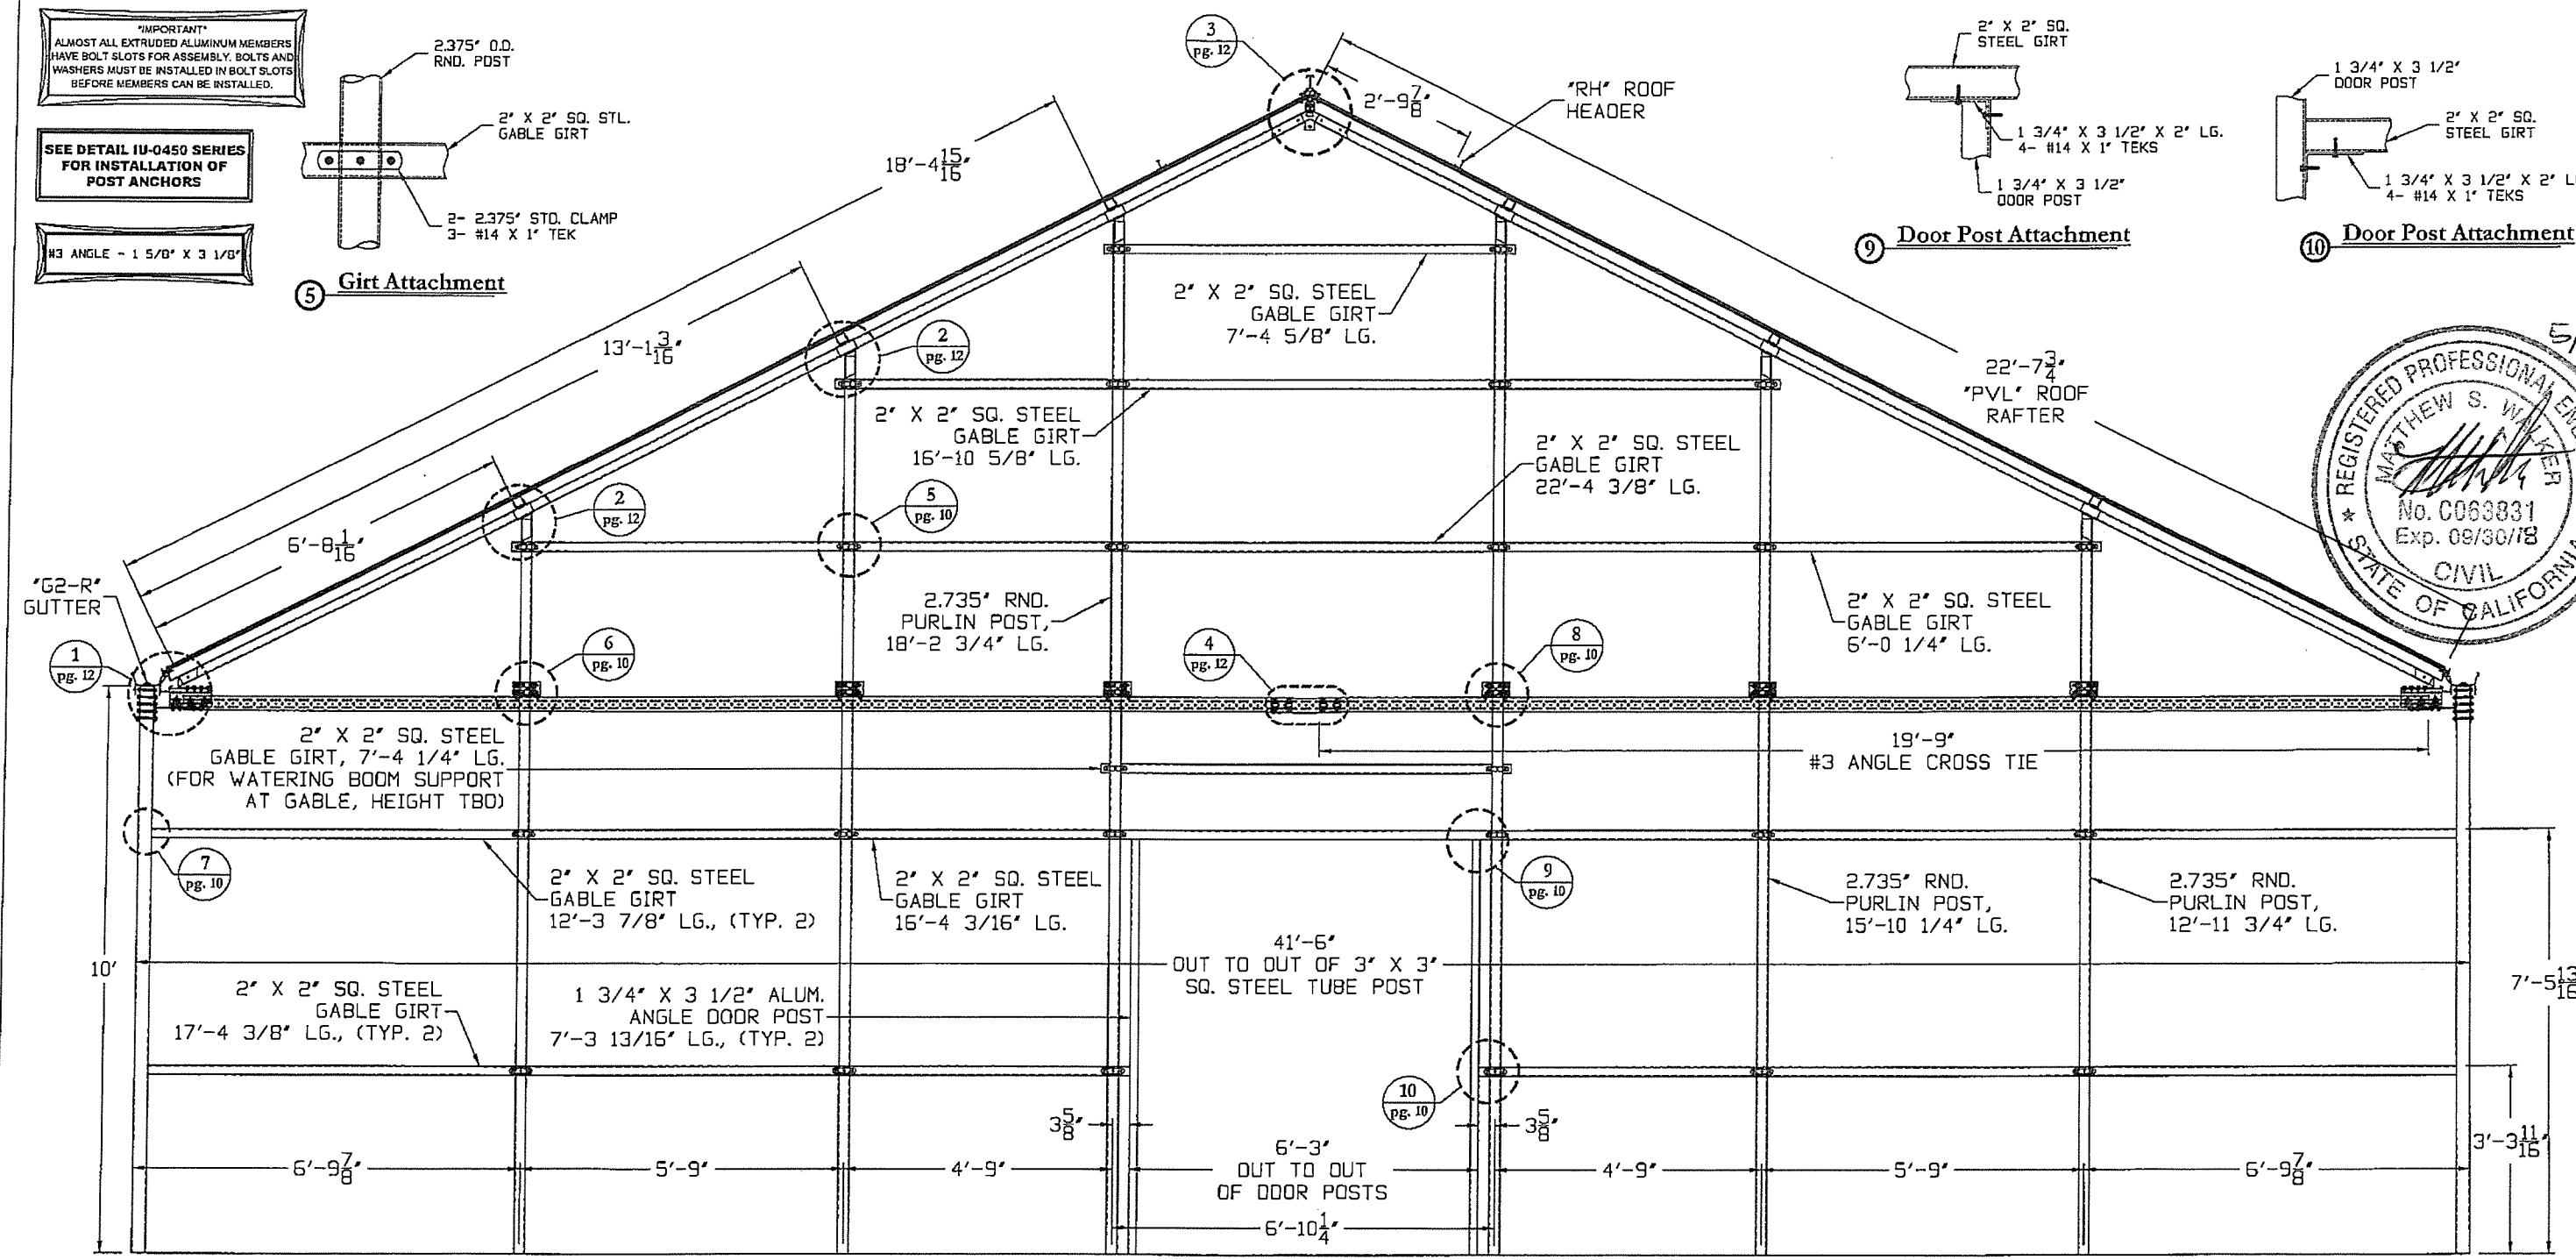 "IMPORTANT"
ALMOST ALL EXTRUDED ALUMINUM MEMBERS
HAVE BOLT SLOTS FOR ASSEMBLY. BOLTS AND
WASHERS MUST BE INSTALLED IN BOLT SLOTS
BEFORE MEMBERS CAN BE INSTALLED.
SEE DETAIL IU-0450 SERIES
FOR INSTALLATION OF
POST ANCHORS
#3 ANGLE - 1 5/8" X 3 1/8"
2.375" O.D.
RND. POST
2" X 2" SQ. STL.
GABLE GIRT
2- 2.375" STD. CLAMP
3- #14 X 1" TEK
5 Girt Attachment
3
pg. 12
2'-9 7/8"
"RH" ROOF
HEADER
2" X 2" SQ.
STEEL GIRT
1 3/4" X 3 1/2" X 2" LG.
4- #14 X 1" TEKS
1 3/4" X 3 1/2"
DOOR POST
9 Door Post Attachment
1 3/4" X 3 1/2"
DOOR POST
2" X 2" SQ.
STEEL GIRT
1 3/4" X 3 1/2" X 2" L
4- #14 X 1" TEKS
10 Door Post Attachment
18'-4 15/16"
13'-1 3/16"
6'-8 1/16"
2
pg. 12
2
pg. 12
5
pg. 10
2" X 2" SQ. STEEL
GABLE GIRT
7'-4 5/8" LG.
2" X 2" SQ. STEEL
GABLE GIRT
16'-10 5/8" LG.
2" X 2" SQ. STEEL
GABLE GIRT
22'-4 3/8" LG.
22'-7 3/4"
"PVL" ROOF
RAFTER
REGISTERED PROFESSIONAL
MATTHEW S. WALKER
No. C063831
Exp. 09/30/18
CIVIL
STATE OF CALIFORNIA
"G2-R"
GUTTER
1
pg. 12
6
pg. 10
2.735" RND.
PURLIN POST,
18'-2 3/4" LG.
4
pg. 12
8
pg. 10
2" X 2" SQ. STEEL
GABLE GIRT
6'-0 1/4" LG.
2" X 2" SQ. STEEL
GABLE GIRT, 7'-4 1/4" LG.
(FOR WATERING BOOM SUPPORT
AT GABLE, HEIGHT TBD)
19'-9"
#3 ANGLE CROSS TIE
7
pg. 10
2" X 2" SQ. STEEL
GABLE GIRT
12'-3 7/8" LG., (TYP. 2)
2" X 2" SQ. STEEL
GABLE GIRT
16'-4 3/16" LG.
9
pg. 10
2.735" RND.
PURLIN POST,
15'-10 1/4" LG.
2.735" RND.
PURLIN POST,
12'-11 3/4" LG.
10'
41'-6"
OUT TO OUT OF 3" X 3"
SQ. STEEL TUBE POST
7'-5 13/16
2" X 2" SQ. STEEL
GABLE GIRT
17'-4 3/8" LG., (TYP. 2)
1 3/4" X 3 1/2" ALUM.
ANGLE DOOR POST
7'-3 13/16" LG., (TYP. 2)
10
pg. 10
3 5/8"
3 5/8"
3'-3 11/16"
6'-9 7/8"
5'-9"
4'-9"
6'-3"
OUT TO OUT
OF DOOR POSTS
4'-9"
5'-9"
6'-9 7/8"
6'-10 1/4"